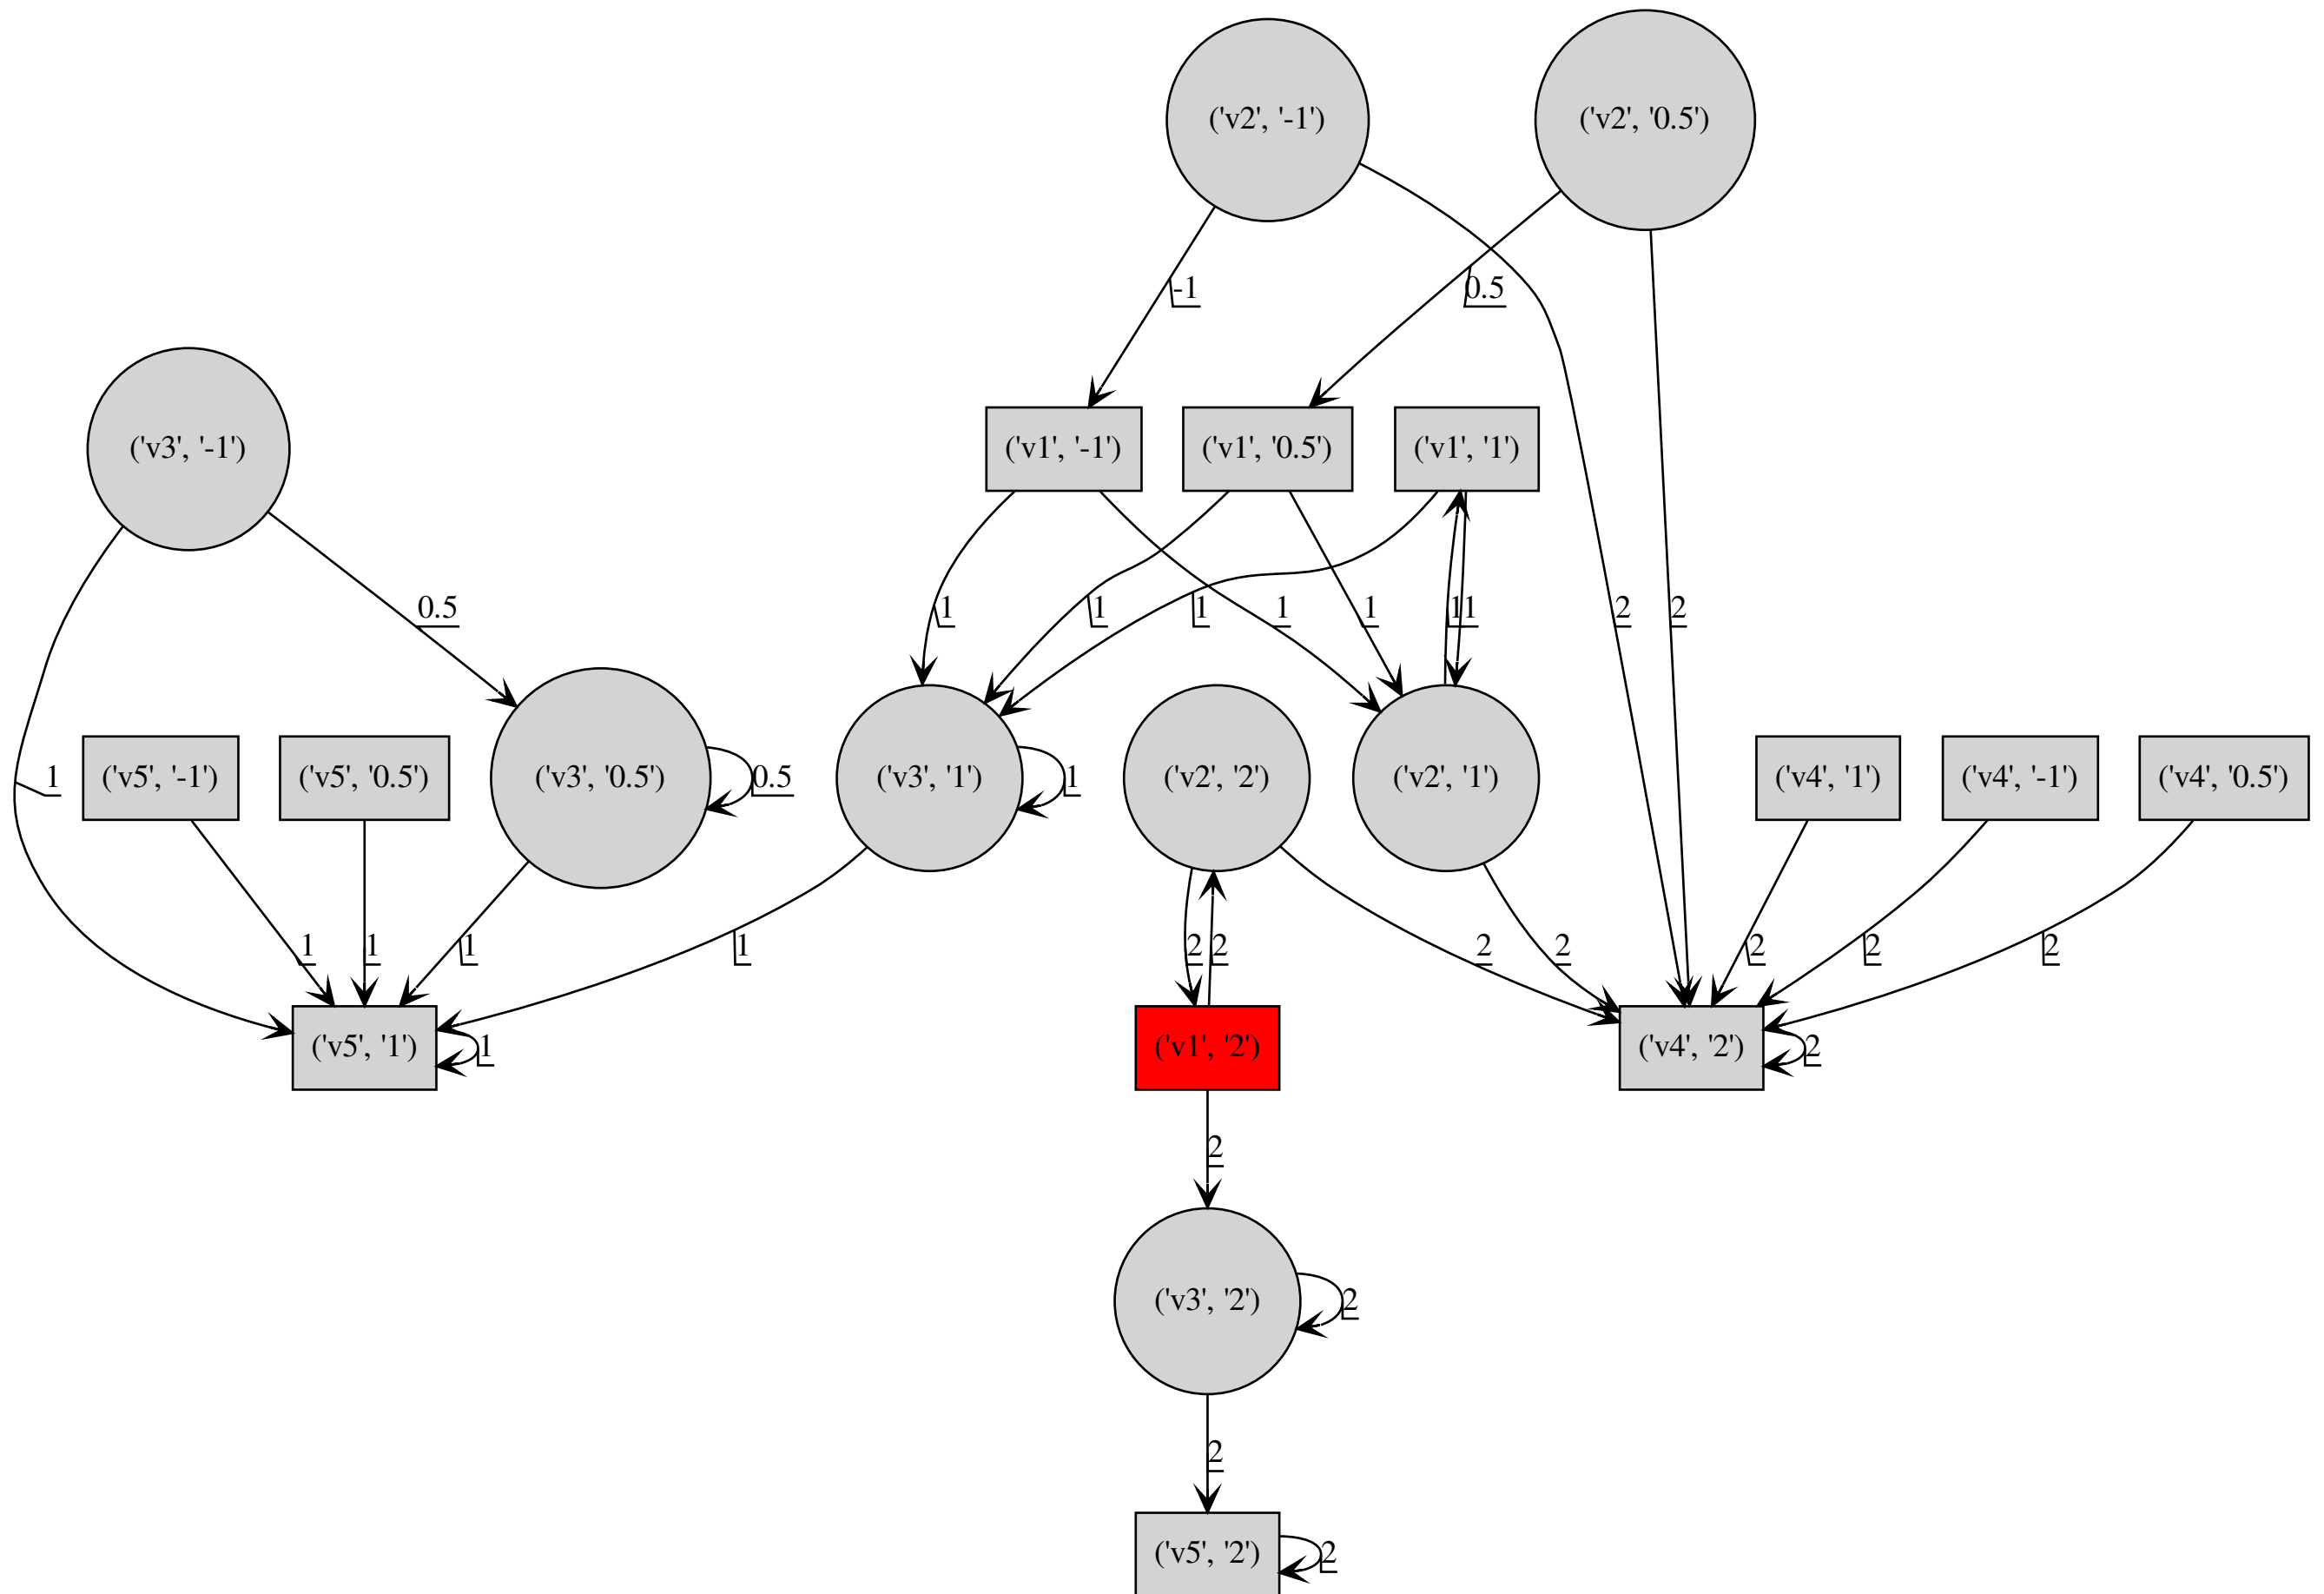 ('v2', '-1')
('v2', '0.5')
-1
0.5
('v3', '-1')
('v1', '-1')
('v1', '0.5')
('v1', '1')
0.5
1
1
1
1
1
1
1
2
2
1
('v5', '-1')
('v5', '0.5')
('v3', '0.5')
0.5
('v3', '1')
1
('v2', '2')
('v2', '1')
('v4', '1')
('v4', '-1')
('v4', '0.5')
1
1
1
1
2
2
2
2
2
2
2
('v5', '1')
1
('v1', '2')
('v4', '2')
2
2
('v3', '2')
2
2
('v5', '2')
2